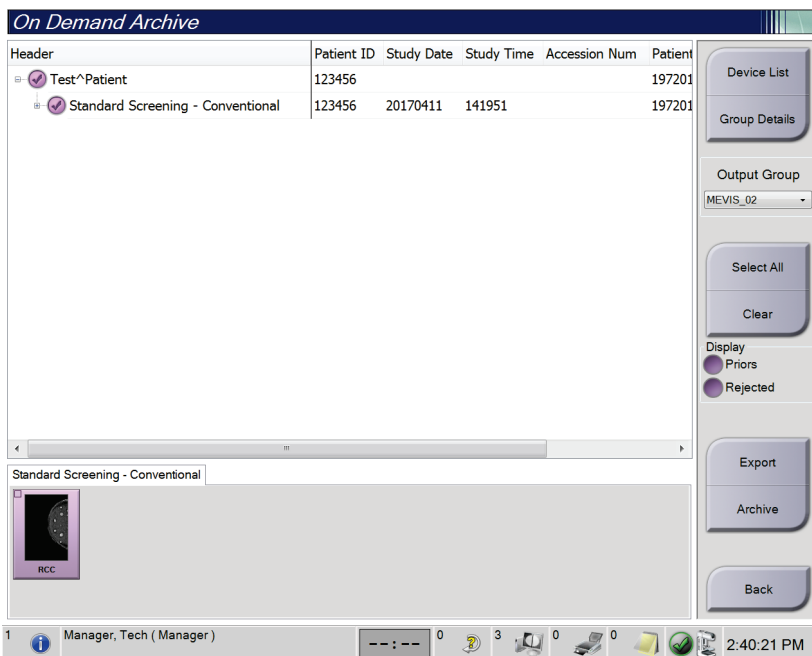 On Demand Archive
Header Patient ID Study Date Study Time Accession Num Patient
Test^Patient 123456 197201
Standard Screening - Conventional 123456 20170411 141951 197201
Device List
Group Details
Output Group
MEVIS_02
Select All
Clear
Display
Priors
Rejected
Export
Archive
Back
Standard Screening - Conventional
RCC
1 Manager, Tech ( Manager ) --:-- 0 3 0 0 2:40:21 PM